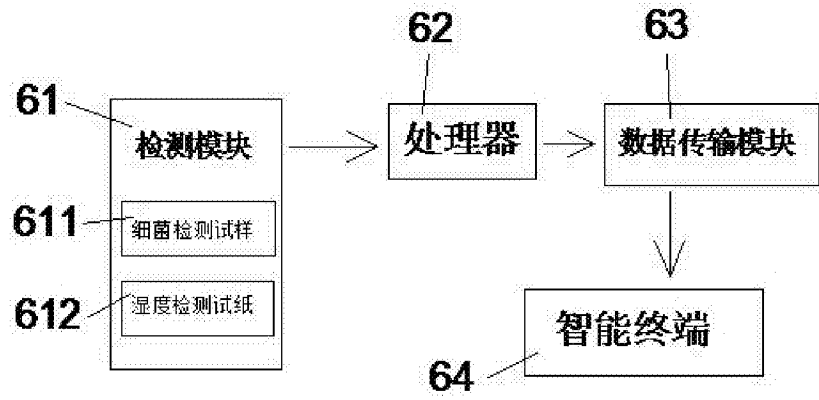 62
63
61
检测模块
处理器
数据传输模块
611
细菌检测试样
612
湿度检测试纸
智能终端
64